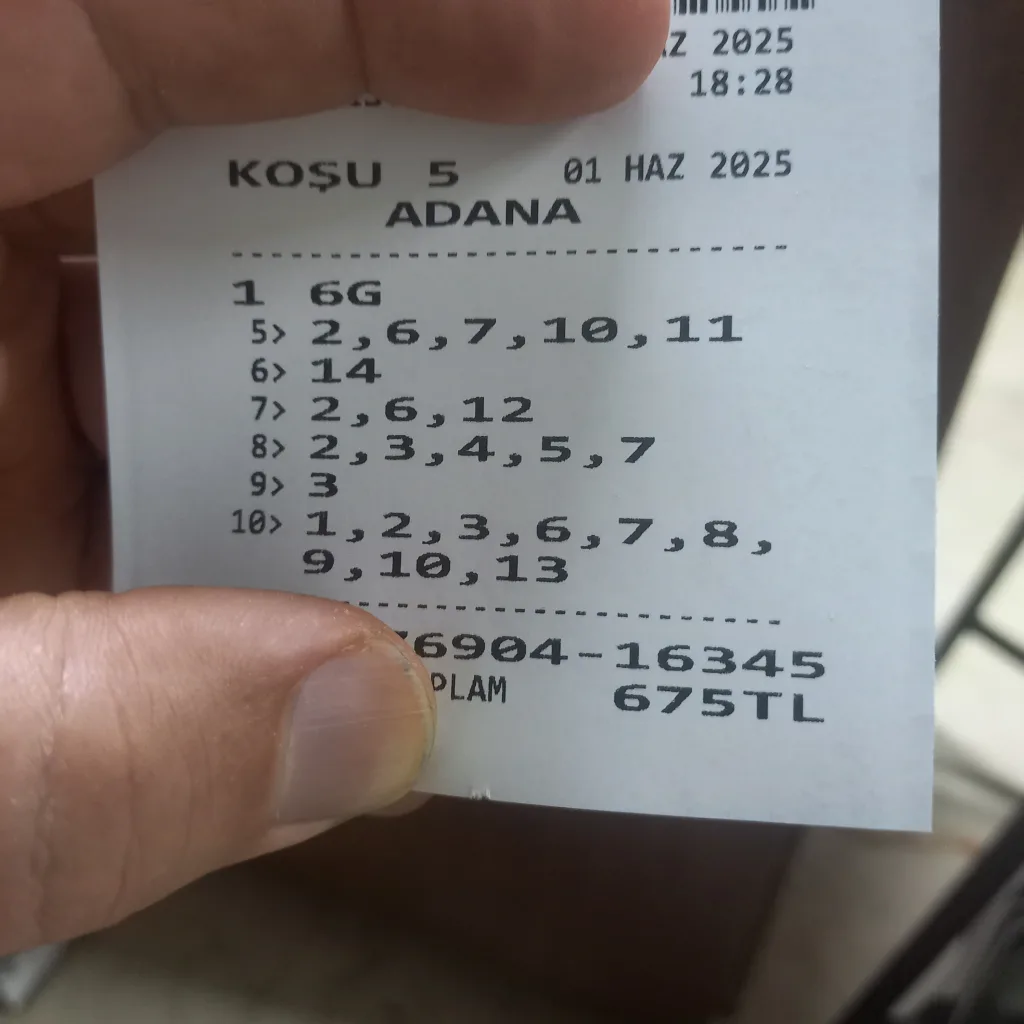 2025
18:28
KOŞU 5 01 HAZ 2025
ADANA
1 6G
5> 2,6,7,10,11
6> 14
7> 2,6,12
8> 2,3,4,5,7
9> 3
10> 1,2,3,6,7,8,
9,10,13
6904-16345
675TL